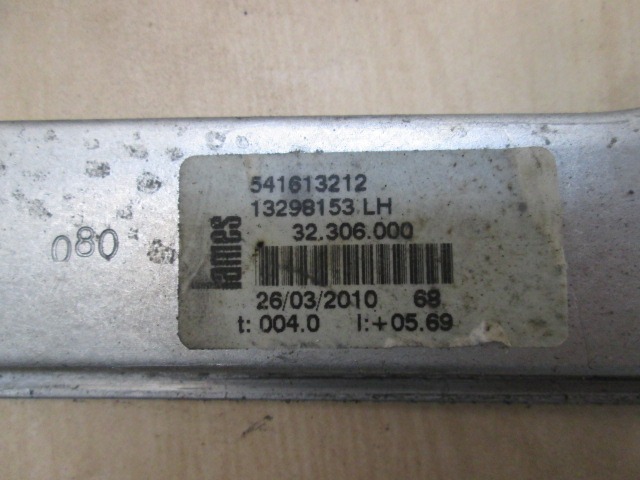 080
lames
541613212
13298153 LH
32.306.000
26/03/2010 68
t: 004.0 l:+05.69